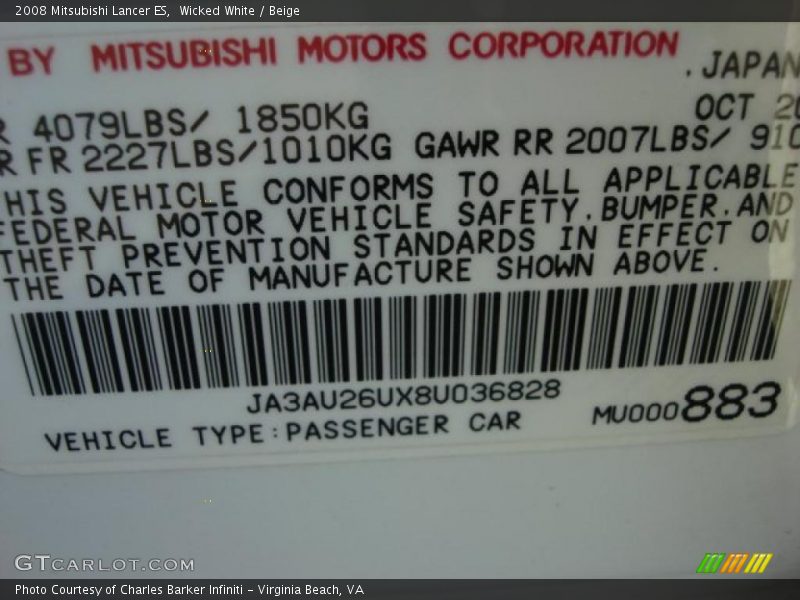 2008 Mitsubishi Lancer ES,  Wicked White / Beige
BY MITSUBISHI MOTORS CORPORATION
. JAPAN
OCT
4079LBS/ 1850KG
FR 2227LBS/1010KG GAWR RR 2007LBS/ 910
HIS VEHICLE CONFORMS TO ALL APPLICABLE
FEDERAL MOTOR VEHICLE SAFETY.BUMPER.AND
THEFT PREVENTION STANDARDS IN EFFECT ON
THE DATE OF MANUFACTURE SHOWN ABOVE.
JA3AU26UX8U036828
VEHICLE TYPE:PASSENGER CAR
MU000883
GTCARLOT.COM
Photo Courtesy of Charles Barker Infiniti - Virginia Beach, VA